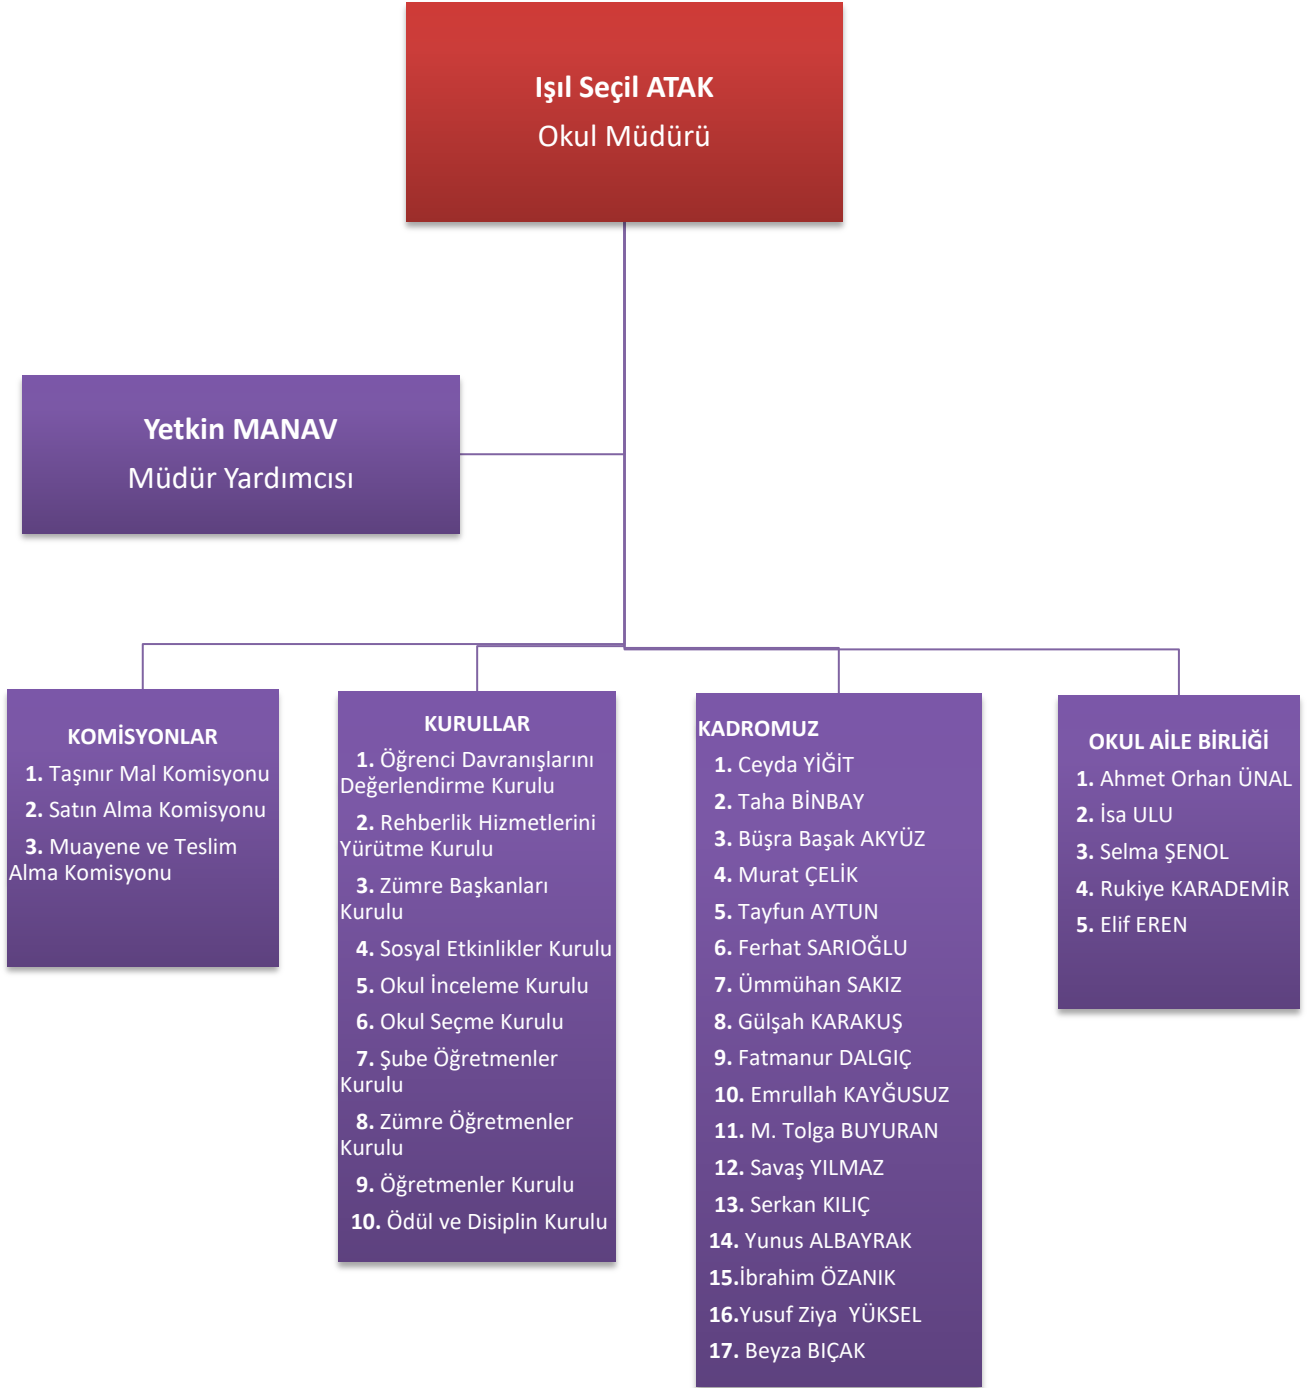 Işıl Seçil ATAK
Okul Müdürü
Yetkin MANAV
Müdür Yardımcısı
KOMİSYONLAR
1. Taşınır Mal Komisyonu
2. Satın Alma Komisyonu
3. Muayene ve Teslim
Alma Komisyonu
KURULLAR
1. Öğrenci Davranışlarını
Değerlendirme Kurulu
2. Rehberlik Hizmetlerini
Yürütme Kurulu
3. Zümre Başkanları
Kurulu
4. Sosyal Etkinlikler Kurulu
5. Okul İnceleme Kurulu
6. Okul Seçme Kurulu
7. Şube Öğretmenler
Kurulu
8. Zümre Öğretmenler
Kurulu
9. Öğretmenler Kurulu
10. Ödül ve Disiplin Kurulu
KADROMUZ
1. Ceyda YİĞİT
2. Taha BİNBAY
3. Büşra Başak AKYÜZ
4. Murat ÇELİK
5. Tayfun AYTUN
6. Ferhat SARIOĞLU
7. Ümmühan SAKIZ
8. Gülşah KARAKUŞ
9. Fatmanur DALGIÇ
10. Emrullah KAYĞUSUZ
11. M. Tolga BUYURAN
12. Savaş YILMAZ
13. Serkan KILIÇ
14. Yunus ALBAYRAK
15.İbrahim ÖZANIK
16.Yusuf Ziya  YÜKSEL
17. Beyza BIÇAK
OKUL AİLE BİRLİĞİ
1. Ahmet Orhan ÜNAL
2. İsa ULU
3. Selma ŞENOL
4. Rukiye KARADEMİR
5. Elif EREN